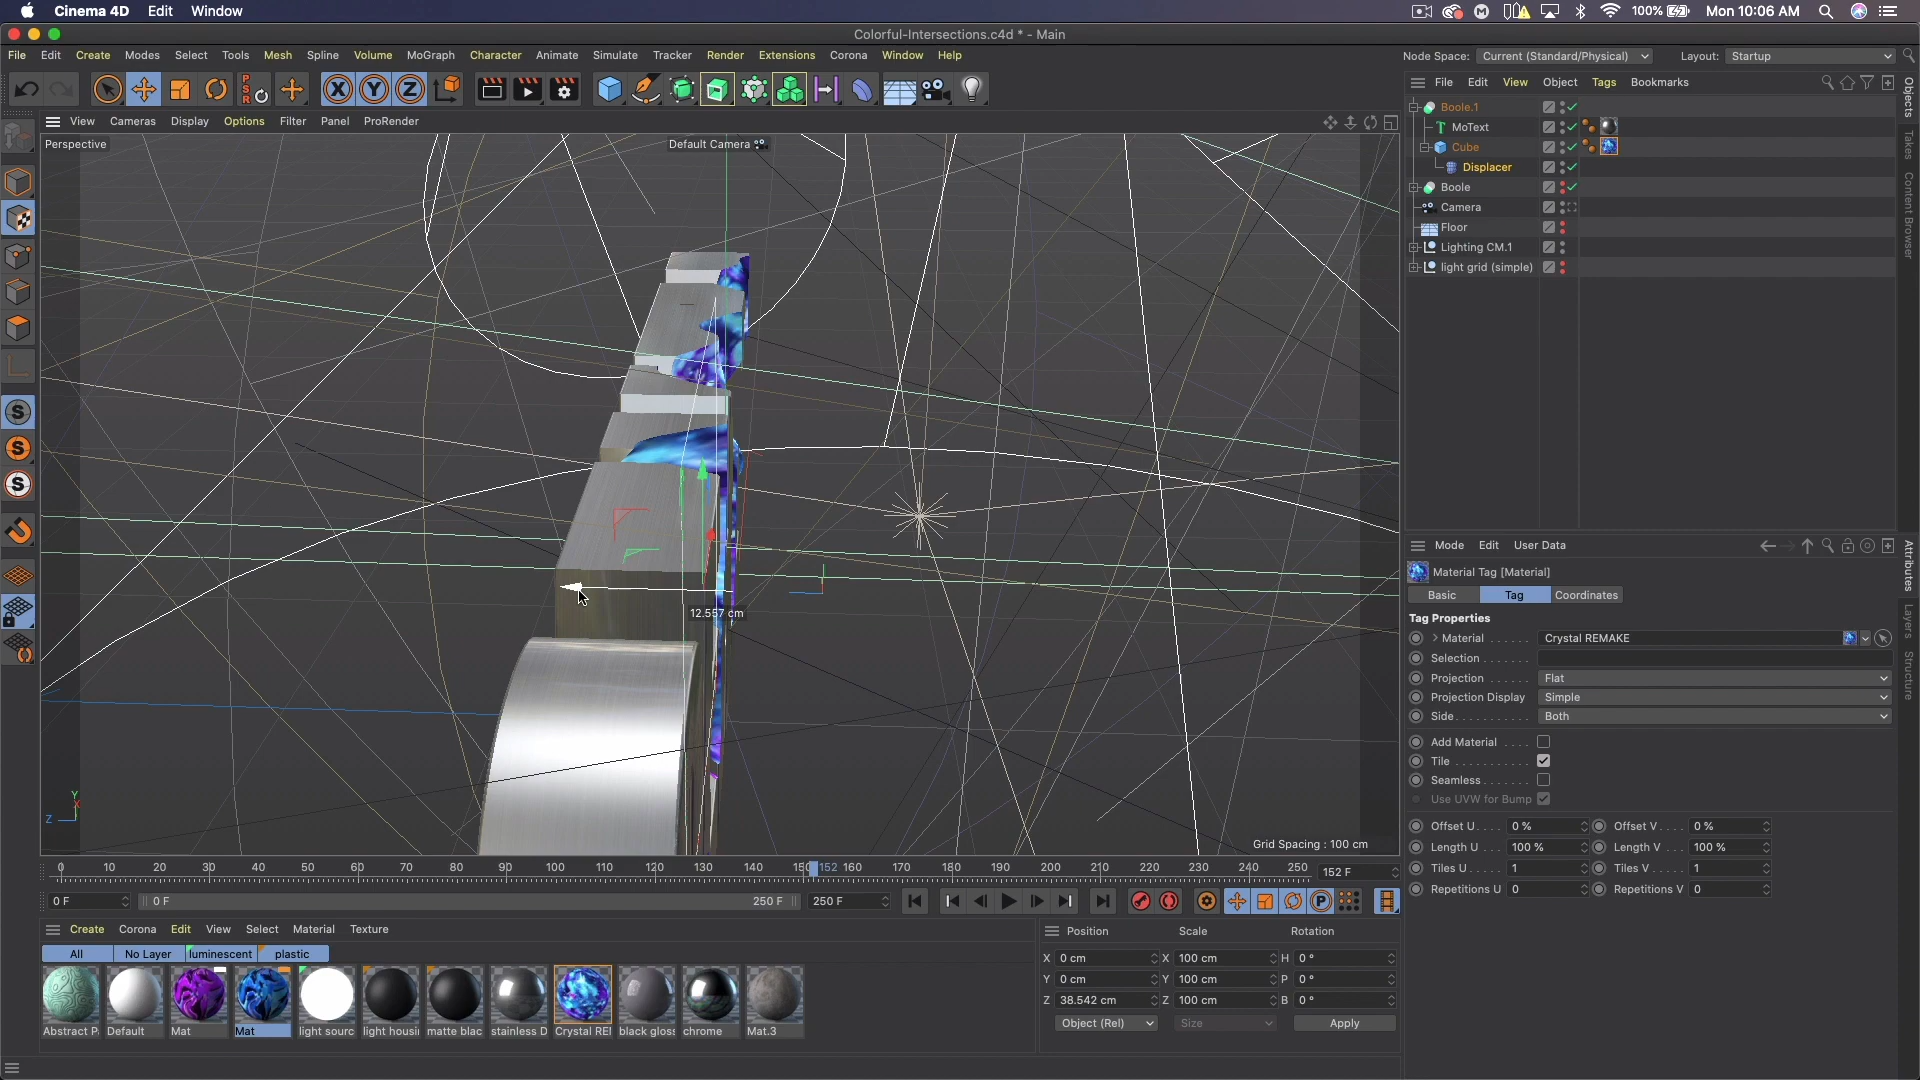 Cinema 4D Edit Window
100% Mon 10:06 AM
Colorful-Intersections.c4d * - Main
File Edit Create Modes Select Tools Mesh Spline Volume MoGraph Character Animate Simulate Tracker Render Extensions Corona Window Help
Node Space: Current (Standard/Physical) Layout: Startup
PSR X Y Z
File Edit View Object Tags Bookmarks
View Cameras Display Options Filter Panel ProRender
Perspective
Default Camera
Boole.1
MoText
Cube
Displacer
Boole
Camera
Floor
Lighting CM.1
light grid (simple)
Objects
Takes
Content Browser
S
S
S
12.557 cm
Y
X
Z
Grid Spacing : 100 cm
Mode Edit User Data
Material Tag [Material]
Basic Tag Coordinates
Tag Properties
Material Crystal REMAKE
Selection
Projection Flat
Projection Display Simple
Side Both
Add Material
Tile
Seamless
Use UVW for Bump
Offset U 0 % Offset V 0 %
Length U 100 % Length V 100 %
Tiles U 1 Tiles V 1
Repetitions U 0 Repetitions V 0
Attributes
Layers
Structure
0 10 20 30 40 50 60 70 80 90 100 110 120 130 140 152 160 170 180 190 200 210 220 230 240 250 152 F
0 F 0 F 250 F 250 F P
Create Corona Edit View Select Material Texture
All No Layer luminescent plastic
Abstract P Default Mat Mat light sourc light housi matte blac stainless D Crystal REI black gloss chrome Mat.3
Position Scale Rotation
X 0 cm X 100 cm H 0 °
Y 0 cm Y 100 cm P 0 °
Z 38.542 cm Z 100 cm B 0 °
Object (Rel) Size Apply